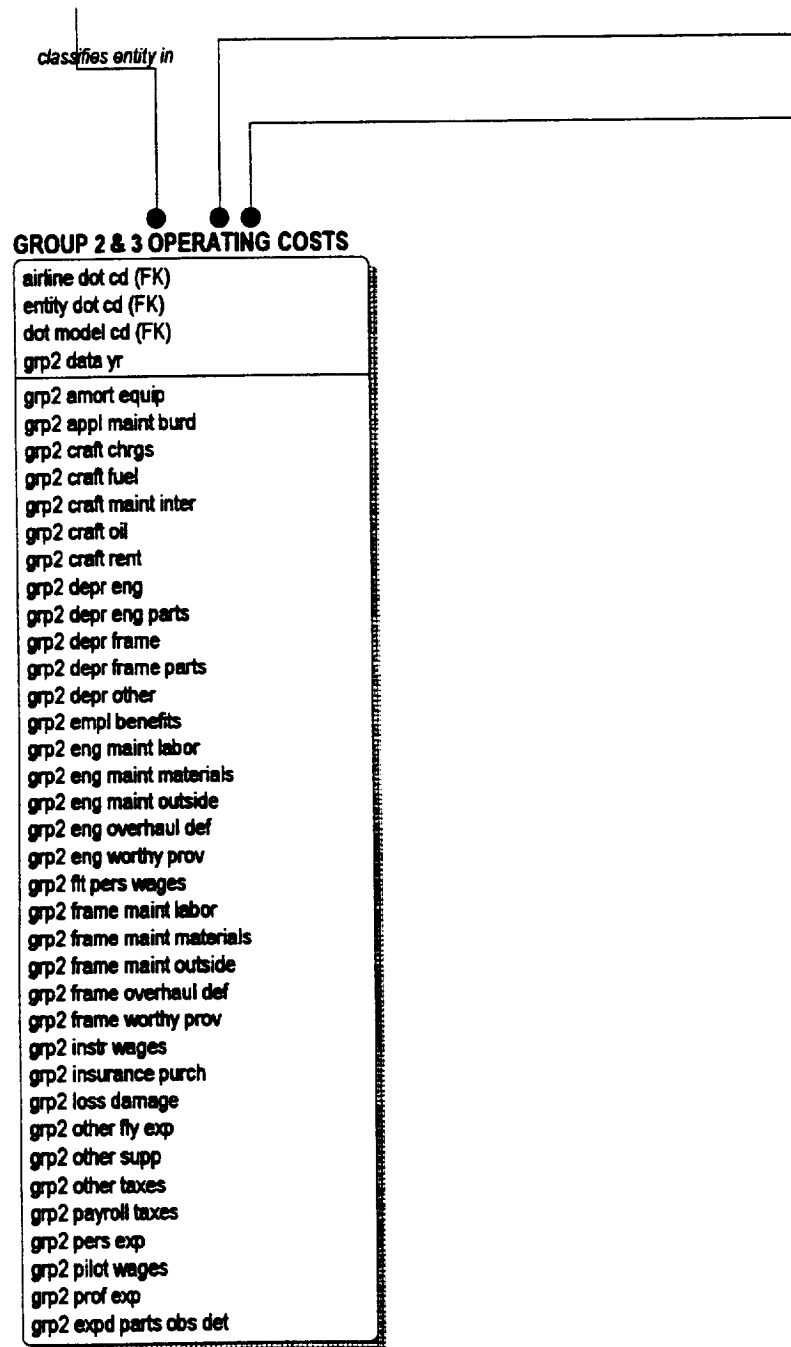 classifies entity in
GROUP 2 & 3 OPERATING COSTS
airline dot cd (FK)
entity dot cd (FK)
dot model cd (FK)
grp2 data yr
grp2 amort equip
grp2 appl maint burd
grp2 craft chrgs
grp2 craft fuel
grp2 craft maint inter
grp2 craft oil
grp2 craft rent
grp2 depr eng
grp2 depr eng parts
grp2 depr frame
grp2 depr frame parts
grp2 depr other
grp2 empl benefits
grp2 eng maint labor
grp2 eng maint materials
grp2 eng maint outside
grp2 eng overhaul def
grp2 eng worthy prov
grp2 flt pers wages
grp2 frame maint labor
grp2 frame maint materials
grp2 frame maint outside
grp2 frame overhaul def
grp2 frame worthy prov
grp2 instr wages
grp2 insurance purch
grp2 loss damage
grp2 other fly exp
grp2 other supp
grp2 other taxes
grp2 payroll taxes
grp2 pers exp
grp2 pilot wages
grp2 prof exp
grp2 expd parts obs det